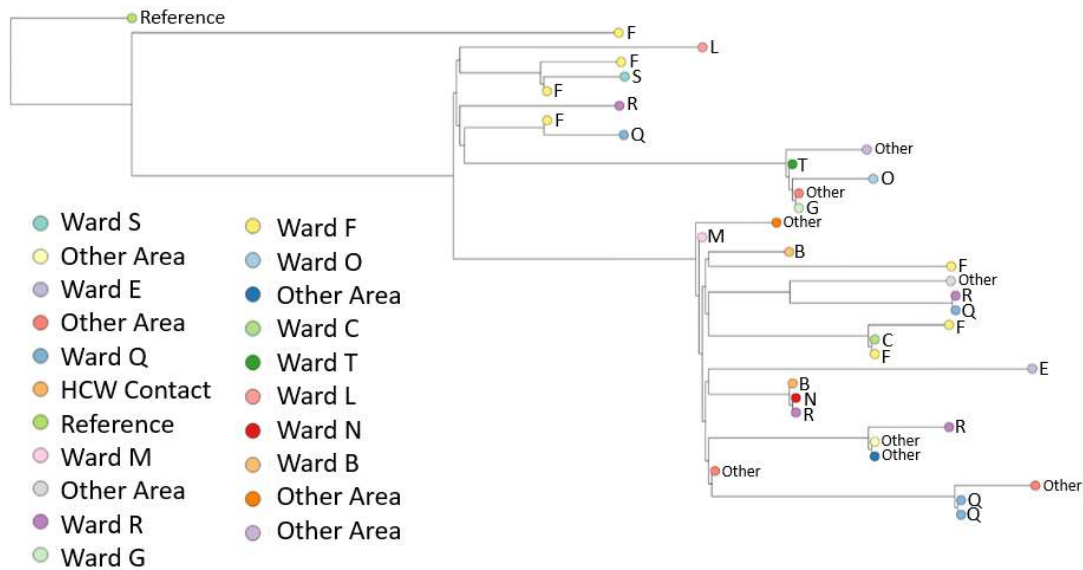 Reference
F
L
F
S
F
R
F
Q
Other
T
O
Other
G
Other
M
B
F
Other
R
Q
F
C
F
E
B
N
R
R
Other
Other
Other
Other
Q
Q
Ward S
Other Area
Ward E
Other Area
Ward Q
HCW Contact
Reference
Ward M
Other Area
Ward R
Ward G
Ward F
Ward O
Other Area
Ward C
Ward T
Ward L
Ward N
Ward B
Other Area
Other Area